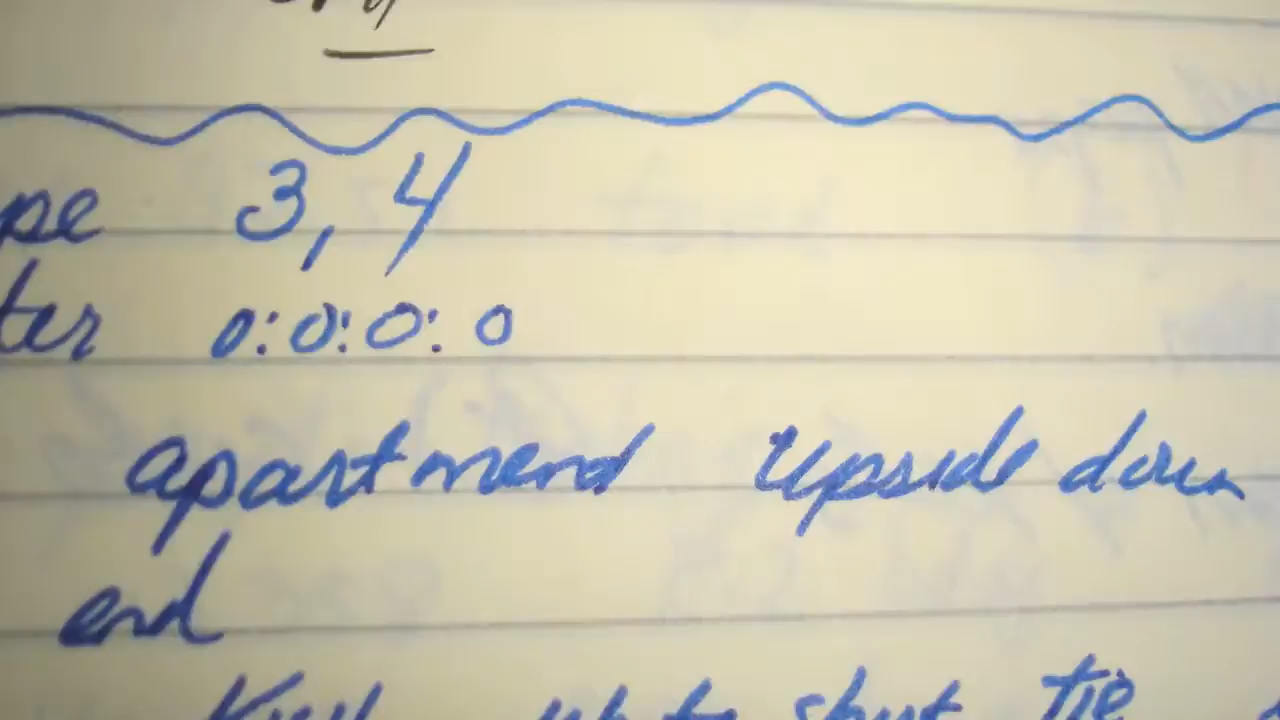 pe 3, 4
ter 0:0:0:0
apartmend upside down
end